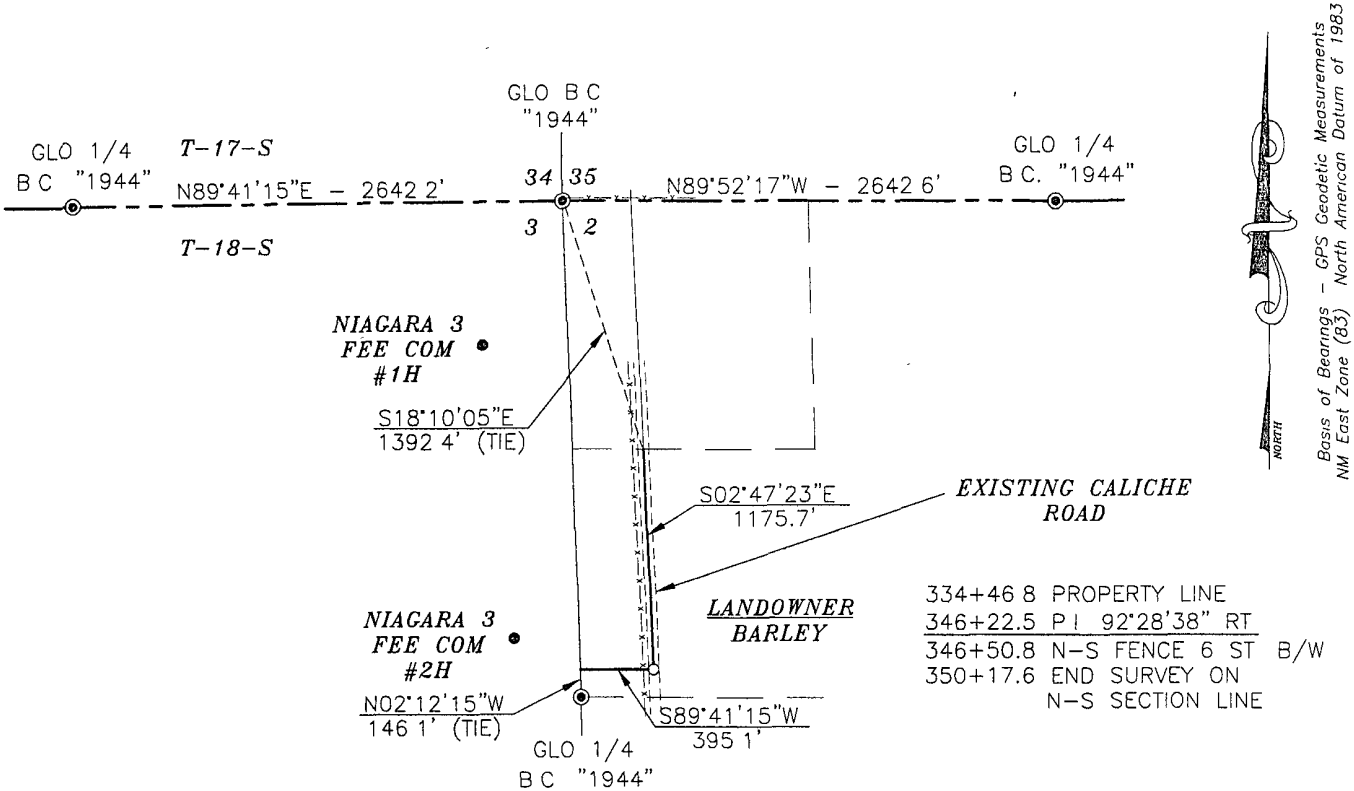 GLO B C
"1944"
GLO 1/4
B C "1944"
T-17-S
N89°41'15"E - 2642 2'
34 35
N89°52'17"W - 2642 6'
GLO 1/4
B C. "1944"
3 2
T-18-S
NIAGARA 3
FEE COM
#1H
S18°10'05"E
1392 4' (TIE)
S02°47'23"E
1175.7'
EXISTING CALICHE
ROAD
LANDOWNER
BARLEY
NIAGARA 3
FEE COM
#2H
N02°12'15"W
146 1' (TIE)
S89°41'15"W
395 1'
GLO 1/4
B C "1944"
334+46 8 PROPERTY LINE
346+22.5 P I 92°28'38" RT
346+50.8 N-S FENCE 6 ST B/W
350+17.6 END SURVEY ON
N-S SECTION LINE
NORTH
Basis of Bearings - GPS Geodetic Measurements
NM East Zone (83) North American Datum of 1983